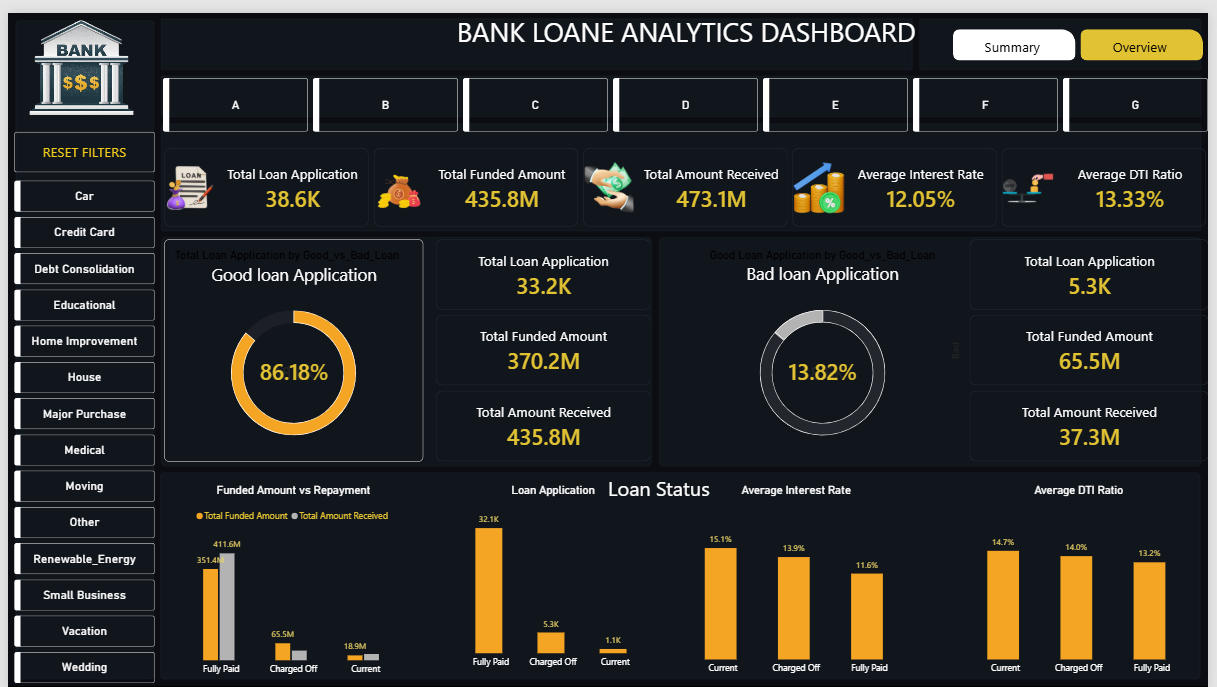 BANK LOANE ANALYTICS DASHBOARD
Summary
Overview
BANK
$$$
A
B
C
D
E
F
G
RESET FILTERS
Car
Credit Card
Debt Consolidation
Educational
Home Improvement
House
Major Purchase
Medical
Moving
Other
Renewable_Energy
Small Business
Vacation
Wedding
LOAN
Total Loan Application
38.6K
Total Funded Amount
435.8M
Total Amount Received
473.1M
%
Average Interest Rate
12.05%
Average DTI Ratio
13.33%
Total Loan Application by Good_vs_Bad_Loan
Good loan Application
86.18%
Total Loan Application
33.2K
Total Funded Amount
370.2M
Total Amount Received
435.8M
Good Loan Application by Good_vs_Bad_Loan
Bad loan Application
13.82%
Bad
Total Loan Application
5.3K
Total Funded Amount
65.5M
Total Amount Received
37.3M
Loan Status
Funded Amount vs Repayment
Total Funded Amount
Total Amount Received
351.4M
411.6M
65.5M
18.9M
Fully Paid
Charged Off
Current
Loan Application
32.1K
5.3K
1.1K
Fully Paid
Charged Off
Current
Average Interest Rate
15.1%
13.9%
11.6%
Current
Charged Off
Fully Paid
Average DTI Ratio
14.7%
14.0%
13.2%
Current
Charged Off
Fully Paid